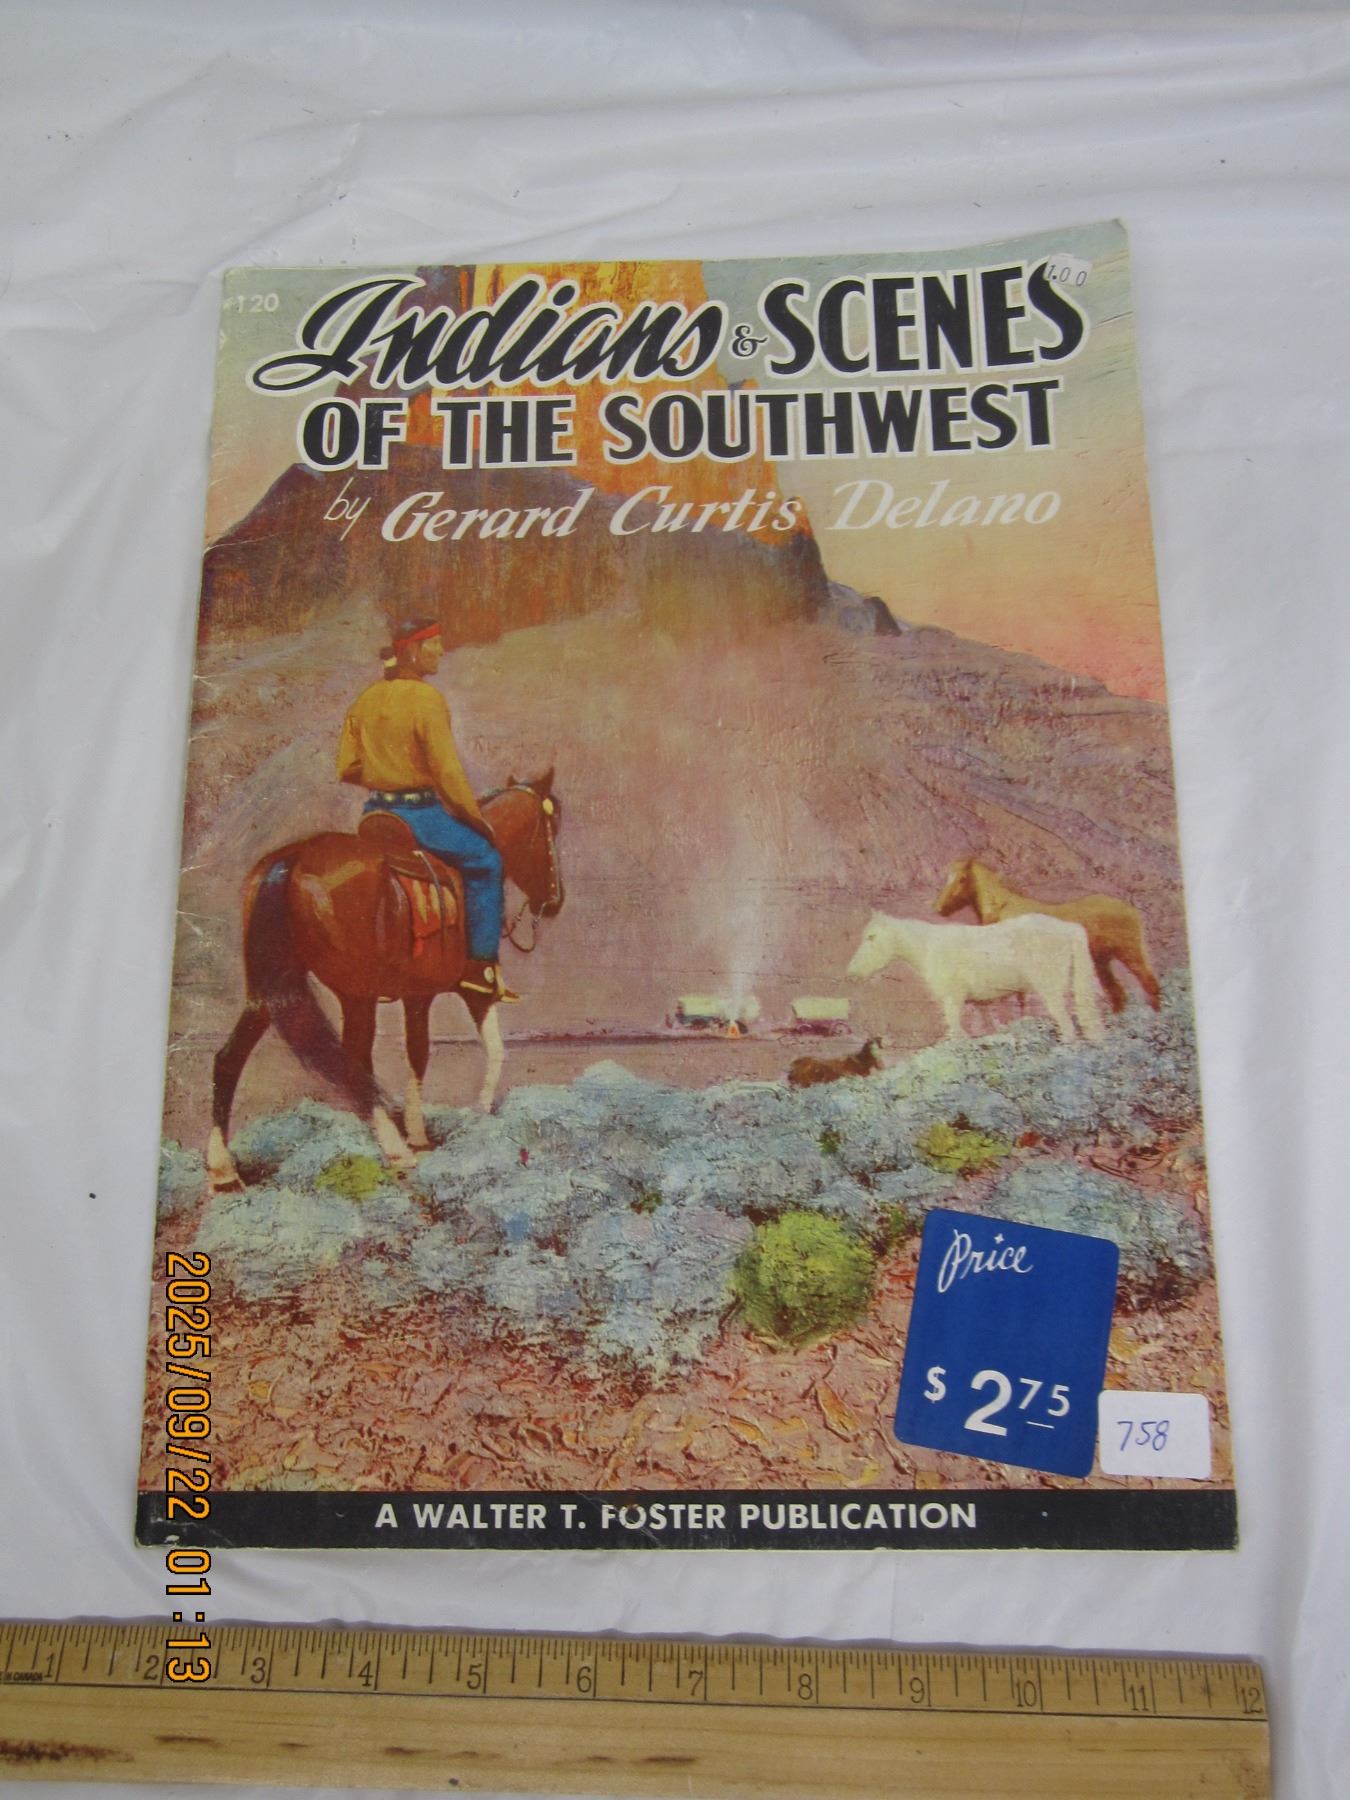 120
1.00
Indians & SCENES
OF THE SOUTHWEST
by Gerard Curtis Delano
Price
$ 2.75
758
A WALTER T. FOSTER PUBLICATION
2025/09/22 01:13
CANADA
1 2 3 4 5 6 7 8 9 10 11 12